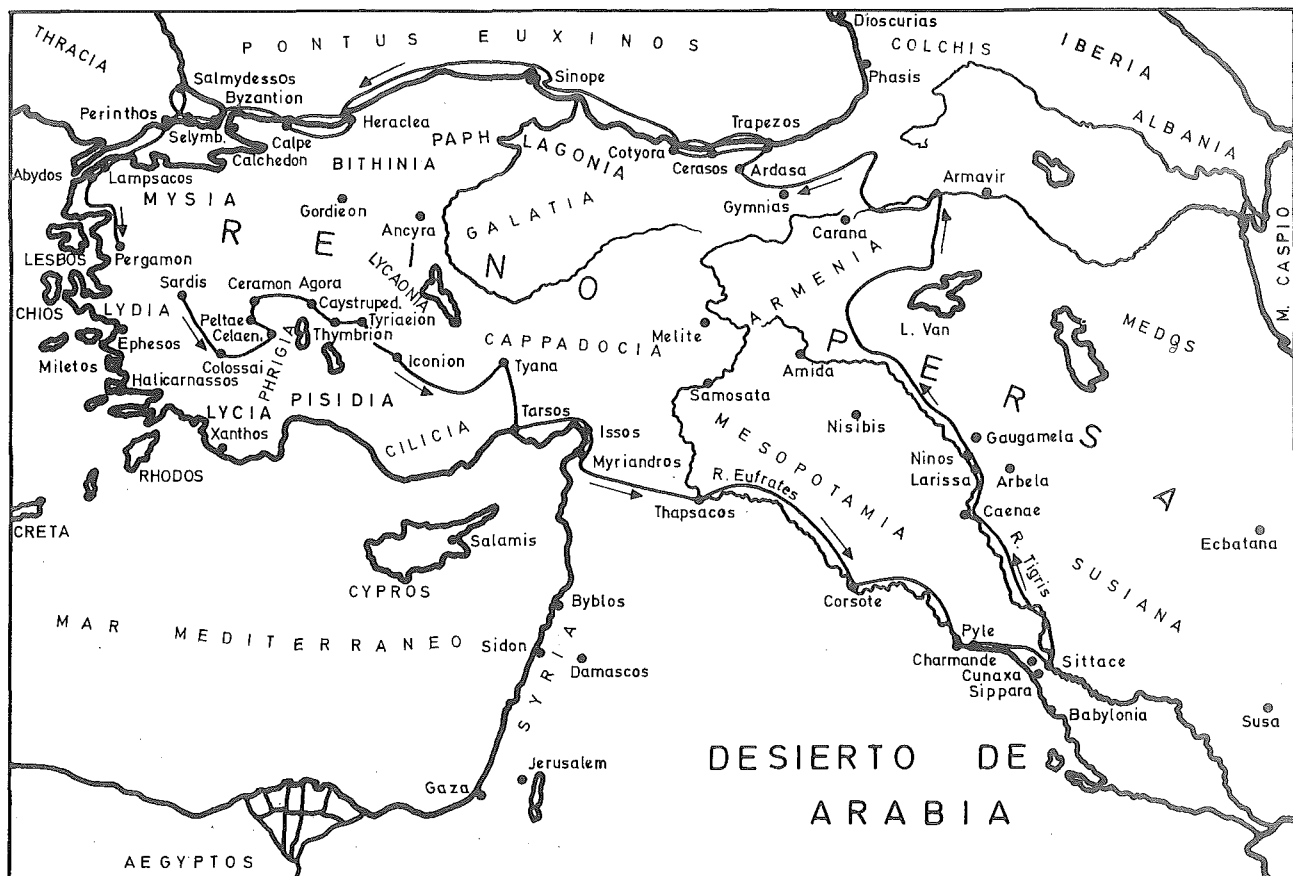 THRACIA
PONTUS EUXINOS
Dioscurias
COLCHIS
IBERIA
Salmydessos
Byzantion
Sinope
Phasis
Perinthos
Selymb.
Calpe
Heraclea
PAPHLAGONIA
Trapezos
ALBANIA
Calchedon
BITHINIA
Cotyora
Cerasos
Ardasa
Abydos
Lampsacos
MYSIA
Gordieon
Ancyra
GALATIA
Gymnias
Armavir
Carana
REINO
LESBOS
Pergamon
LYCAONIA
ARMENIA
M. CASPIO
Sardis
Ceramon Agora
CHIOS
LYDIA
Peltae
Caystruped.
Tyriaeion
Melite
L. Van
MEDOS
Celaen.
Thymbrion
CAPPADOCIA
PERSA
Ephesos
Colossai
PHRIGIA
Iconion
Tyana
Amida
Miletos
Halicarnassos
Samosata
LYCIA
PISIDIA
Tarsos
Nisibis
Xanthos
CILICIA
Issos
MESOPOTAMIA
Gaugamela
RHODOS
Myriandros
R. Eufrates
Ninos
Larissa
Arbela
Thapsacos
Caenae
CRETA
Salamis
R. Tigris
Ecbatana
CYPROS
Corsote
SUSIANA
Byblos
MAR MEDITERRANEO
Sidon
SYRIA
Damascos
Pyle
Charmande
Cunaxa
Sippara
Sittace
Babylonia
Susa
Jerusalem
Gaza
DESIERTO DE
ARABIA
AEGYPTOS